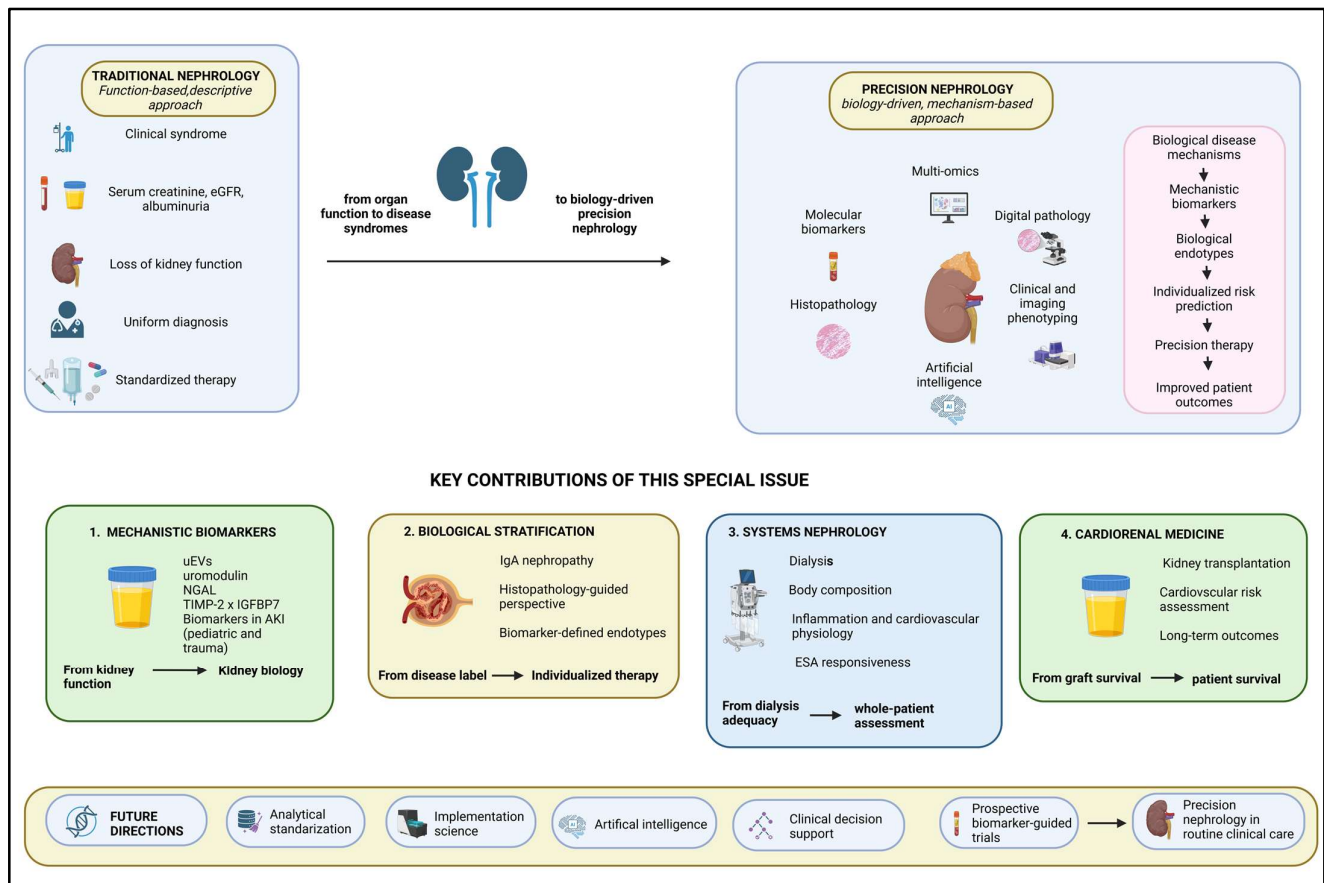 TRADITIONAL NEPHROLOGY
Function-based,descriptive
approach
Clinical syndrome
Serum creatinine, eGFR,
albuminuria
Loss of kidney function
Uniform diagnosis
Standardized therapy
from organ
function to disease
syndromes
to biology-driven
precision
nephrology
PRECISION NEPHROLOGY
biology-driven, mechanism-based
approach
Multi-omics
Molecular
biomarkers
Digital pathology
Histopathology
Clinical and
imaging
phenotyping
Artificial
intelligence
AI
Biological disease
mechanisms
Mechanistic
biomarkers
Biological
endotypes
Individualized risk
prediction
Precision therapy
Improved patient
outcomes
KEY CONTRIBUTIONS OF THIS SPECIAL ISSUE
1. MECHANISTIC BIOMARKERS
uEVs
uromodulin
NGAL
TIMP-2 x IGFBP7
Biomarkers in AKI
(pediatric and
trauma)
From kidney
function
Kidney biology
2. BIOLOGICAL STRATIFICATION
IgA nephropathy
Histopathology-guided
perspective
Biomarker-defined endotypes
From disease label
Individualized therapy
3. SYSTEMS NEPHROLOGY
Dialysis
Body composition
Inflammation and cardiovascular
physiology
ESA responsiveness
From dialysis
adequacy
whole-patient
assessment
4. CARDIORENAL MEDICINE
Kidney transplantation
Cardiovscular risk
assessment
Long-term outcomes
From graft survival
patient survival
FUTURE
DIRECTIONS
Analytical
standarization
Implementation
science
AI
Artifical intelligence
Clinical decision
support
Prospective
biomarker-guided
trials
Precision
nephrology in
routine clinical care